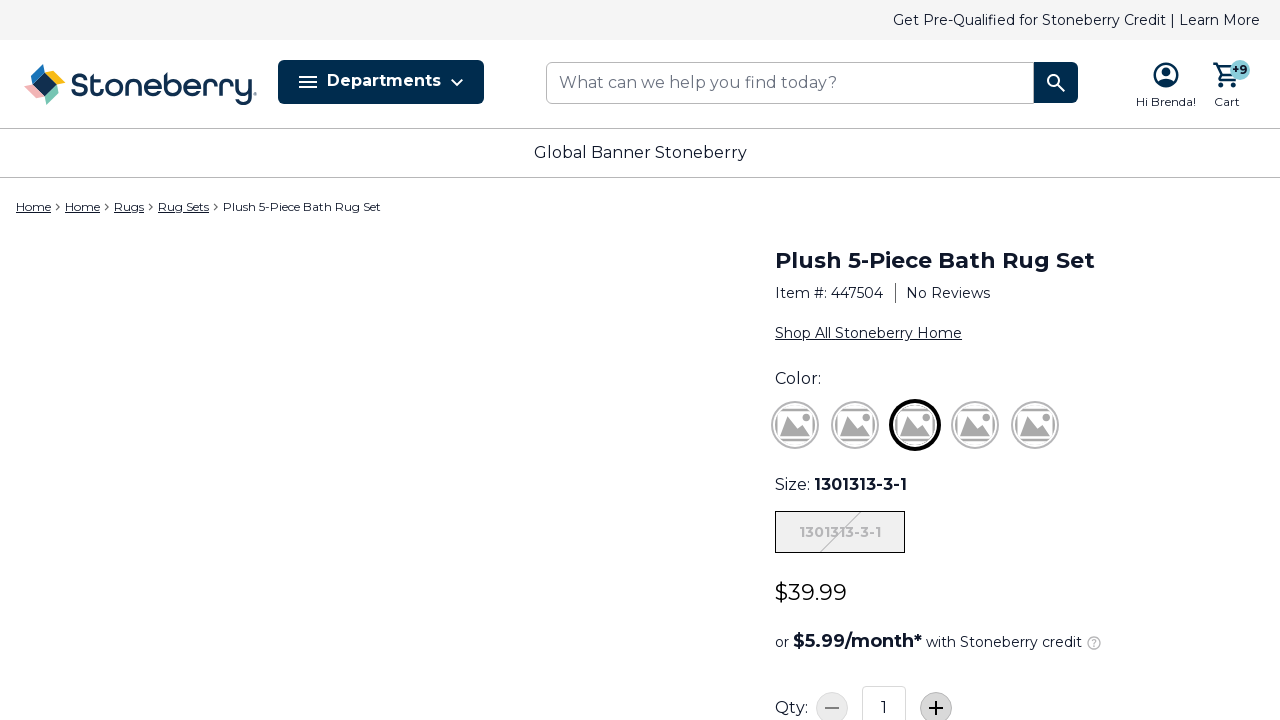 Get Pre-Qualified for Stoneberry Credit | Learn More
Stoneberry
Departments
What can we help you find today?
+9
Hi Brenda!
Cart
Global Banner Stoneberry
Home > Home > Rugs > Rug Sets > Plush 5-Piece Bath Rug Set
Plush 5-Piece Bath Rug Set
Item #: 447504 | No Reviews
Shop All Stoneberry Home
Color:
Size: 1301313-3-1
1301313-3-1
$39.99
or $5.99/month* with Stoneberry credit
Qty: 1